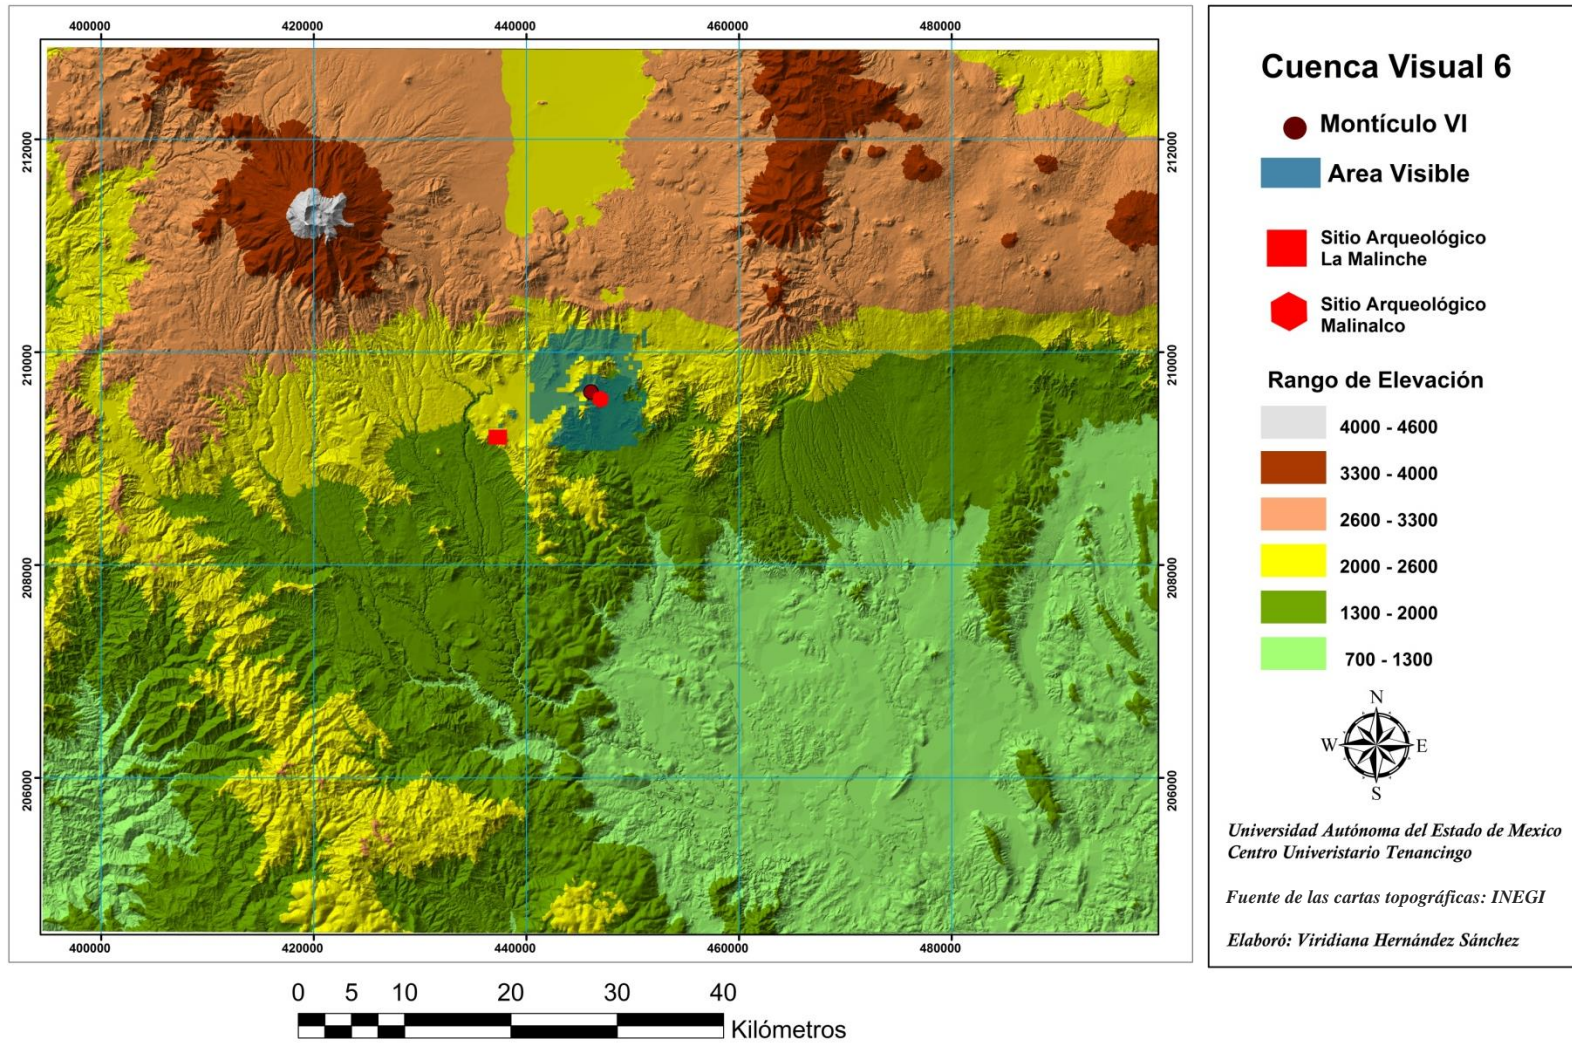 400000 420000 440000 460000 480000
212000 212000
210000 210000
208000 208000
206000 206000
400000 420000 440000 460000 480000
0 5 10 20 30 40
Kilómetros
Cuenca Visual 6
Montículo VI
Area Visible
Sitio Arqueológico
La Malinche
Sitio Arqueológico
Malinalco
Rango de Elevación
4000 - 4600
3300 - 4000
2600 - 3300
2000 - 2600
1300 - 2000
700 - 1300
N
W E
S
Universidad Autónoma del Estado de Mexico
Centro Univeristario Tenancingo
Fuente de las cartas topográficas: INEGI
Elaboró: Viridiana Hernández Sánchez